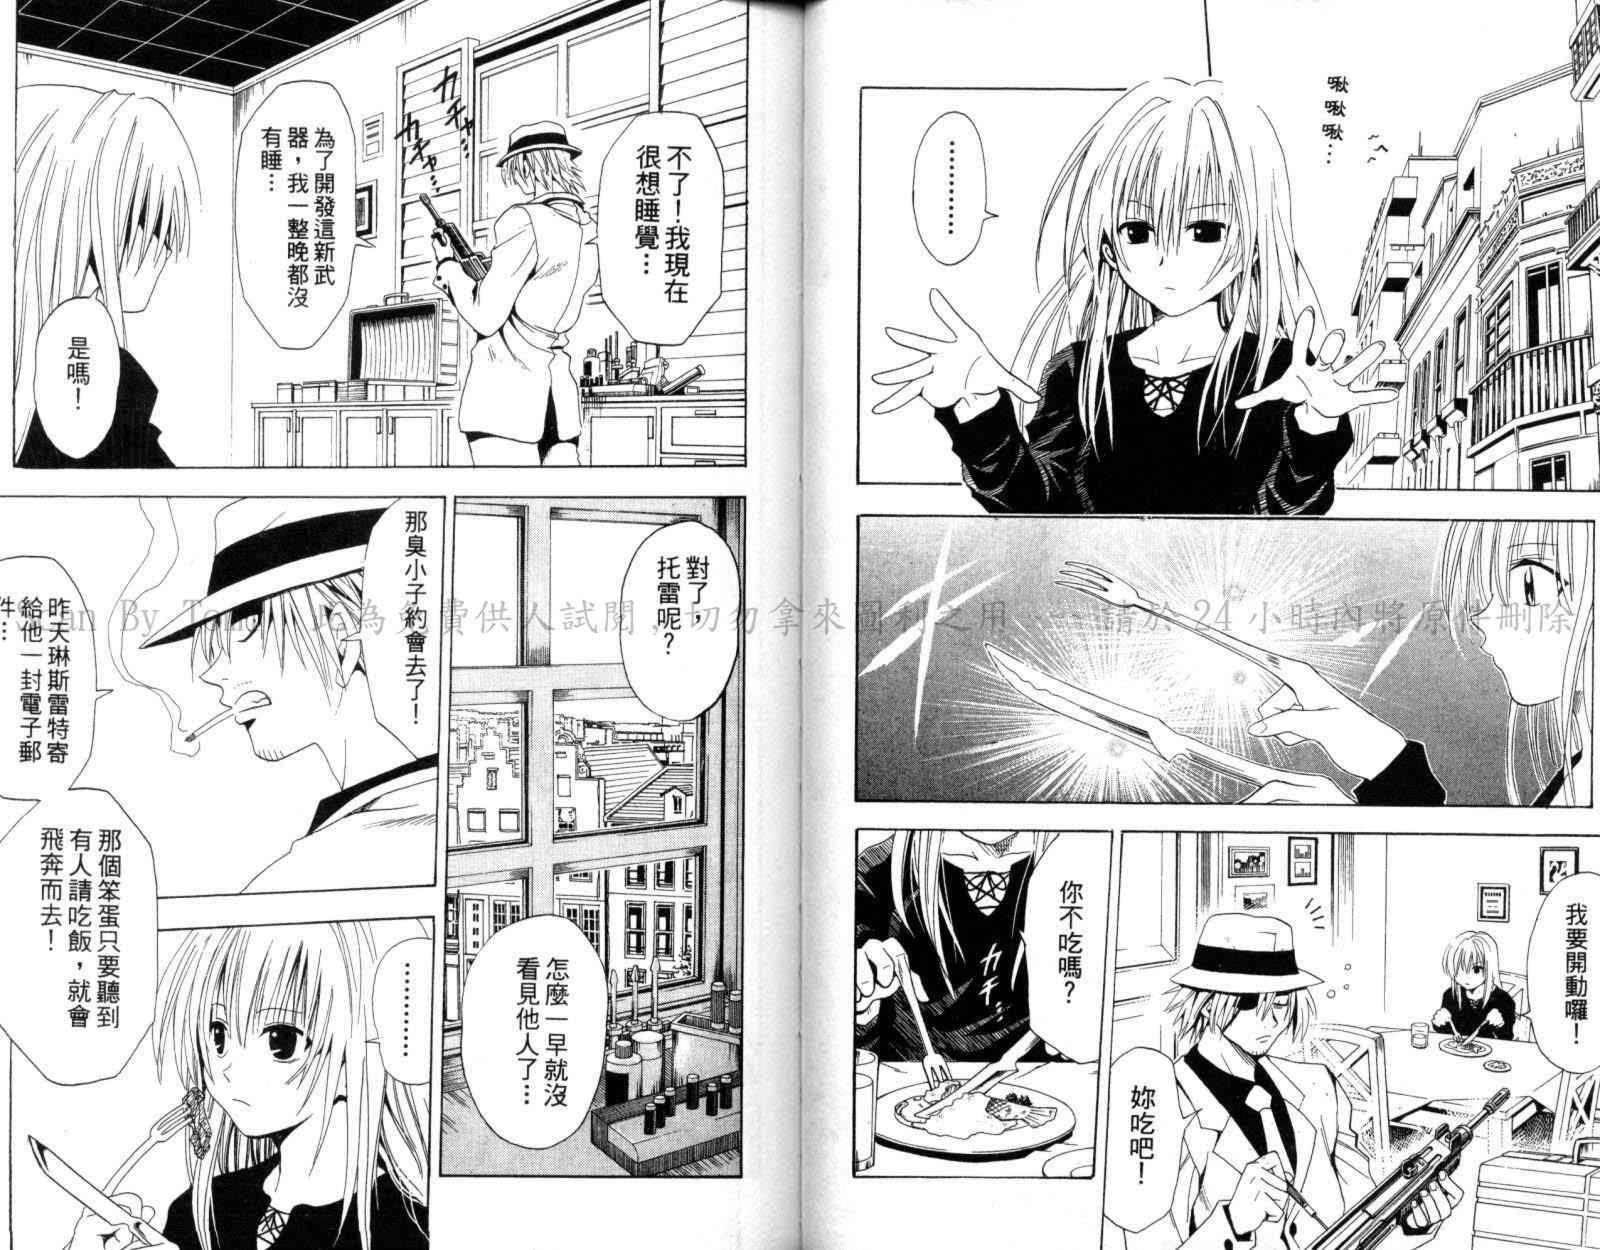 啾
啾
啾…
…………
我要開動囉！
你不吃嗎？
妳吃吧！
カチ
不了！我現在
很想睡覺…
カチャ…
カチャ…
為了開發這新武
器，我一整晚都沒
有睡…
是嗎！
對了，
托雷呢？
怎麼一早就沒
看見他人了…
那臭小子約會去了！
昨天琳斯雷特寄
給他一封電子郵
件…
那個笨蛋只要聽到
有人請吃飯，就會
飛奔而去！
…………
此為免費供人試閱，切勿拿來圖利之用……請於 24 小時內將原件刪除